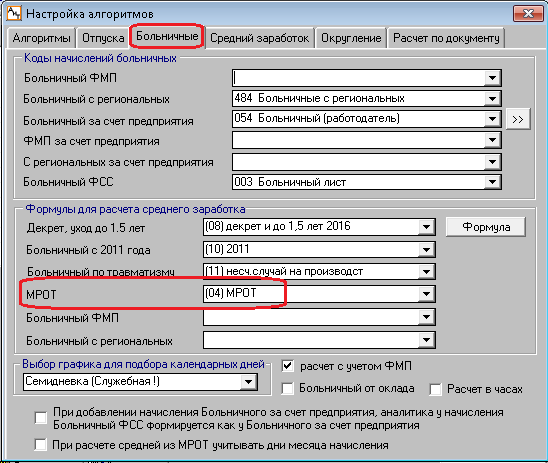 Настройка алгоритмов
Алгоритмы Отпуска Больничные Средний заработок Округление Расчет по документу
Коды начислений больничных
Больничный ФМП
Больничный с региональных 484 Больничные с региональных
Больничный за счет предприятия 054 Больничный (работодатель) >>
ФМП за счет предприятия
С региональных за счет предприятия
Больничный ФСС 003 Больничный лист
Формулы для расчета среднего заработка
Декрет, уход до 1.5 лет (08) декрет и до 1,5 лет 2016 Формула
Больничный с 2011 года (10) 2011
Больничный по травматизму (11) несч.случай на производст
МРОТ (04) МРОТ
Больничный ФМП
Больничный с региональных
Выбор графика для подбора календарных дней расчет с учетом ФМП
Семидневка (Служебная !) Больничный от оклада Расчет в часах
При добавлении начисления Больничного за счет предприятия, аналитика у начисления
Больничный ФСС формируется как у Больничного за счет предприятия
При расчете средней из МРОТ учитывать дни месяца начисления